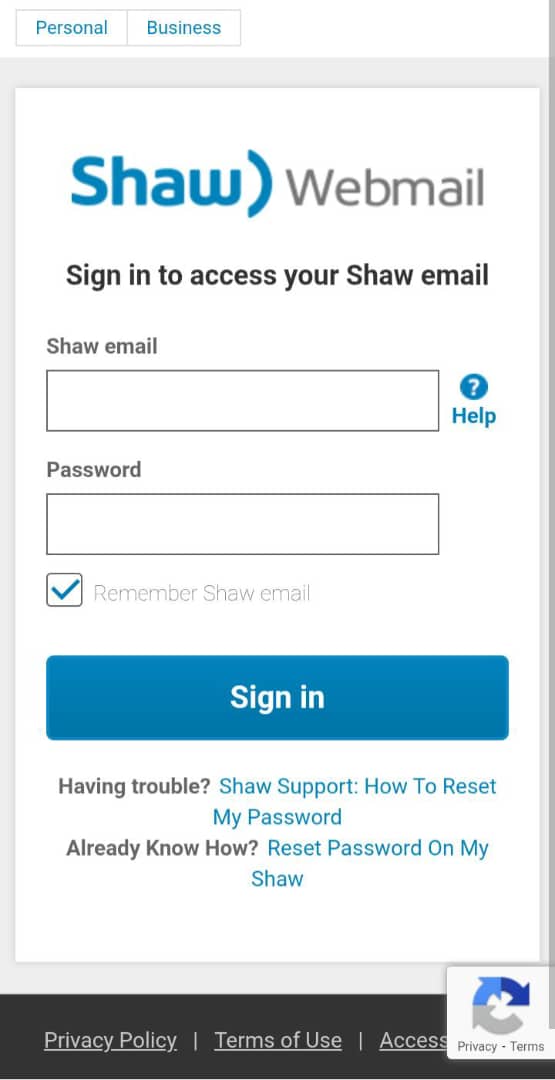 Personal Business
Shaw) Webmail
Sign in to access your Shaw email
Shaw email
? Help
Password
Remember Shaw email
Sign in
Having trouble? Shaw Support: How To Reset
My Password
Already Know How? Reset Password On My
Shaw
Privacy Policy | Terms of Use | Access
Privacy - Terms